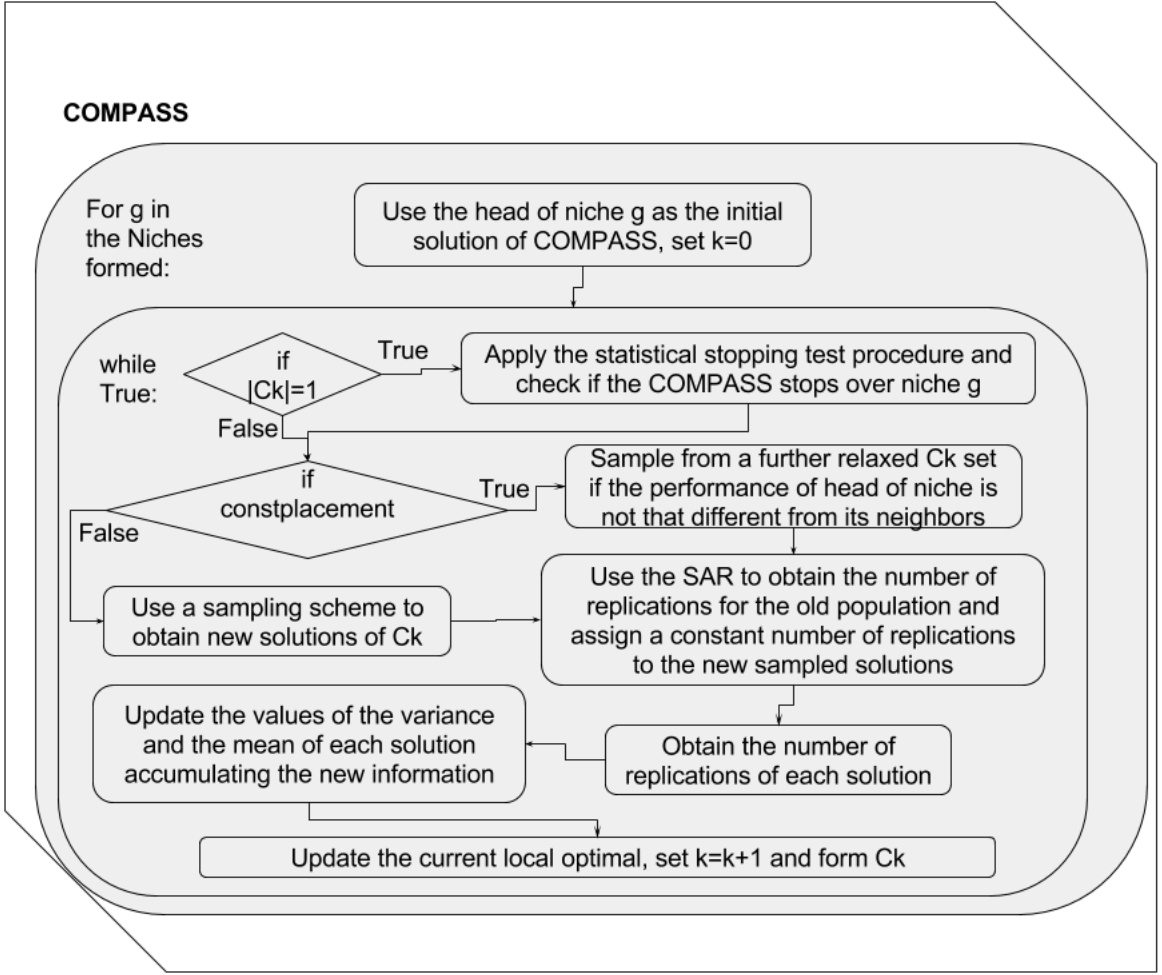 COMPASS
For g in
the Niches
formed:
Use the head of niche g as the initial
solution of COMPASS, set k=0
while
True:
if
|Ck|=1
True
Apply the statistical stopping test procedure and
check if the COMPASS stops over niche g
False
if
constplacement
True
Sample from a further relaxed Ck set
if the performance of head of niche is
not that different from its neighbors
False
Use a sampling scheme to
obtain new solutions of Ck
Use the SAR to obtain the number of
replications for the old population and
assign a constant number of replications
to the new sampled solutions
Obtain the number of
replications of each solution
Update the values of the variance
and the mean of each solution
accumulating the new information
Update the current local optimal, set k=k+1 and form Ck